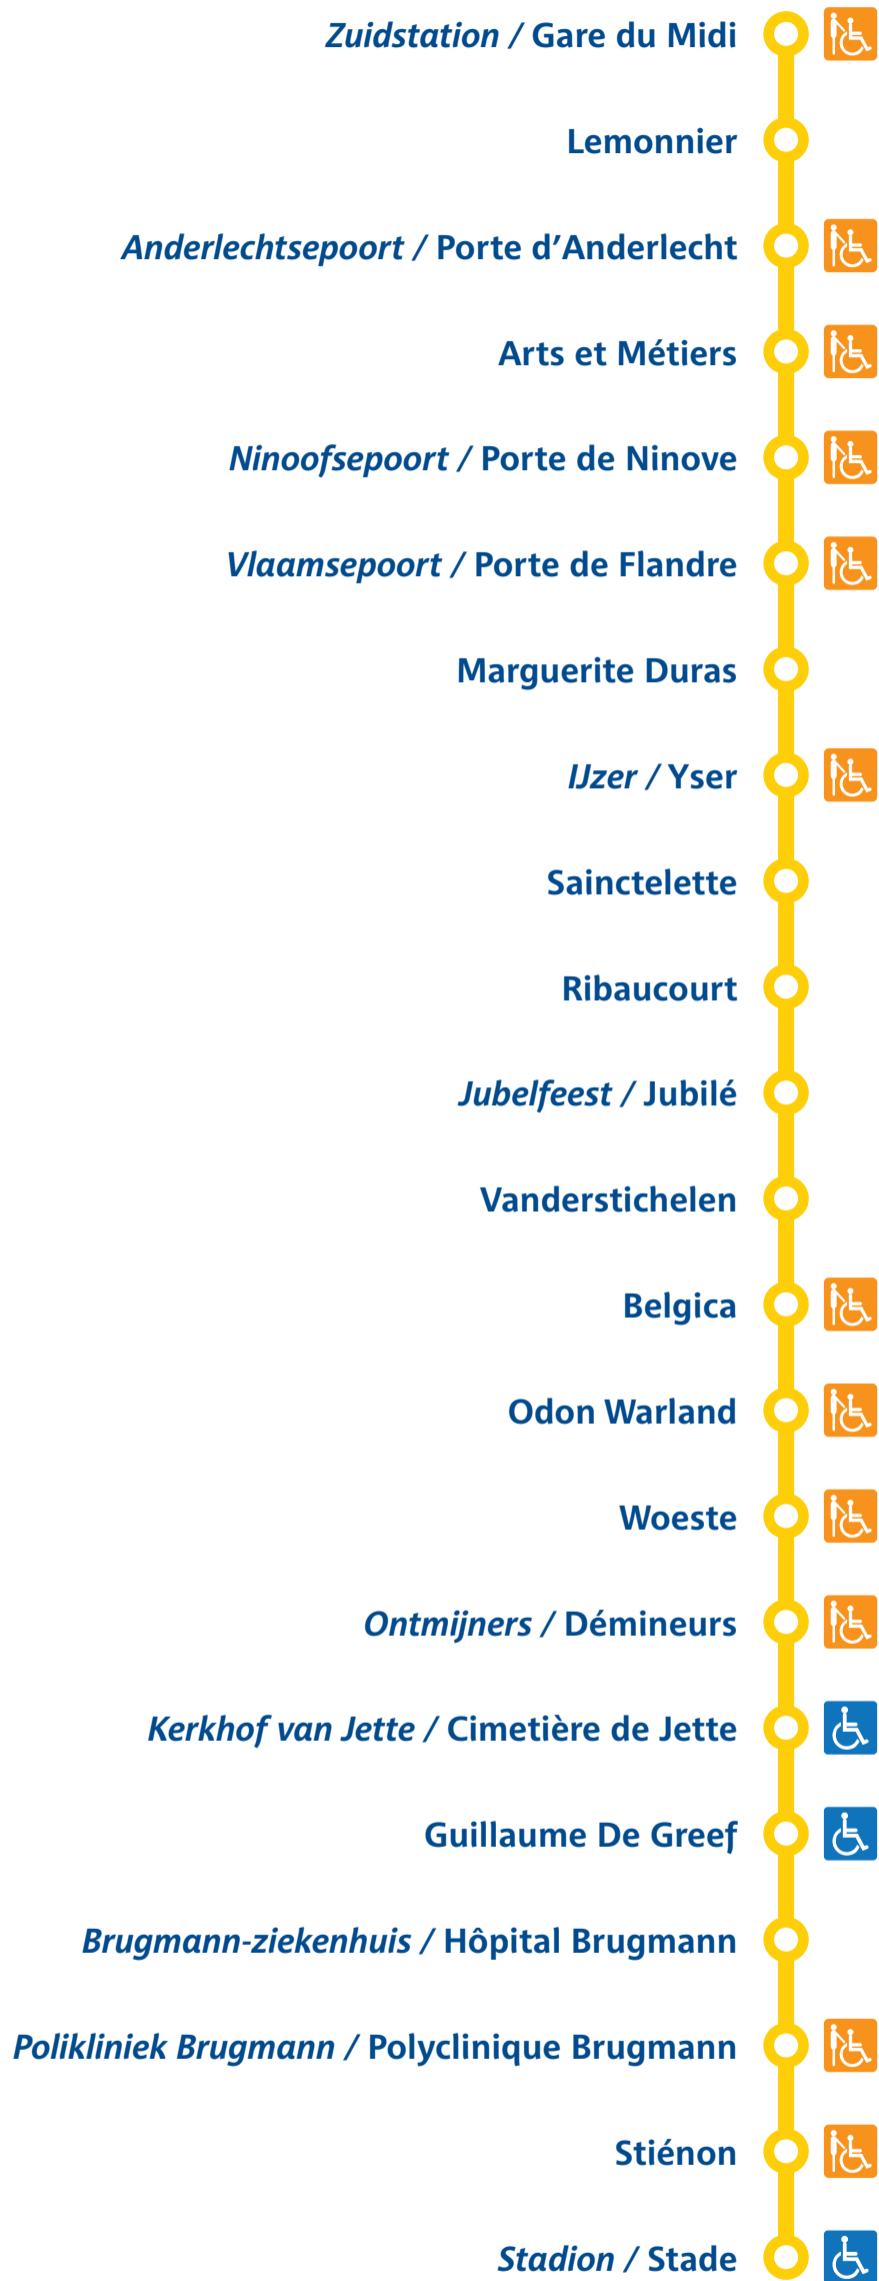 Zuidstation / Gare du Midi
Lemonnier
Anderlechtsepoort / Porte d’Anderlecht
Arts et Métiers
Ninoofsepoort / Porte de Ninove
Vlaamsepoort / Porte de Flandre
Marguerite Duras
IJzer / Yser
Sainctelette
Ribaucourt
Jubelfeest / Jubilé
Vanderstichelen
Belgica
Odon Warland
Woeste
Ontmijners / Démineurs
Kerkhof van Jette / Cimetière de Jette
Guillaume De Greef
Brugmann-ziekenhuis / Hôpital Brugmann
Polikliniek Brugmann / Polyclinique Brugmann
Stiénon
Stadion / Stade